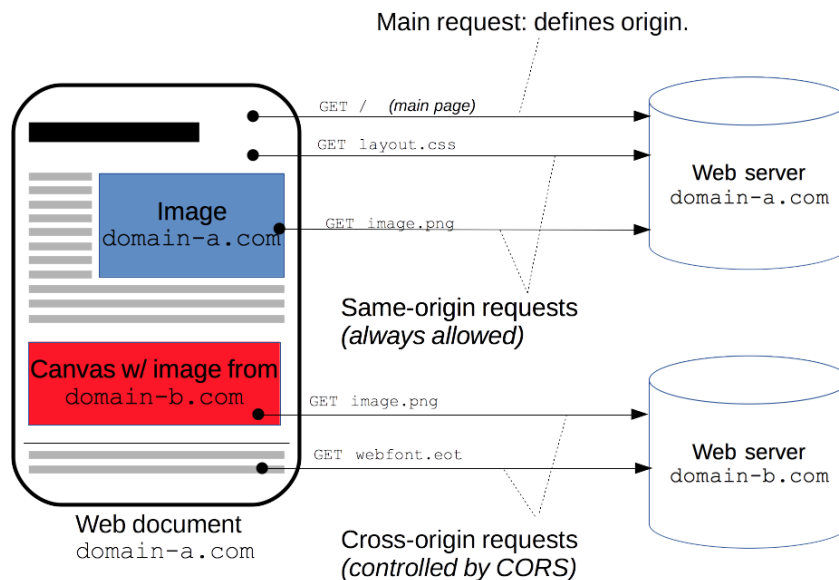 Main request: defines origin.
GET / (main page)
GET layout.css
Web server
domain-a.com
Image
domain-a.com
GET image.png
Same-origin requests
(always allowed)
Canvas w/ image from
domain-b.com
GET image.png
GET webfont.eot
Web server
domain-b.com
Web document
domain-a.com
Cross-origin requests
(controlled by CORS)